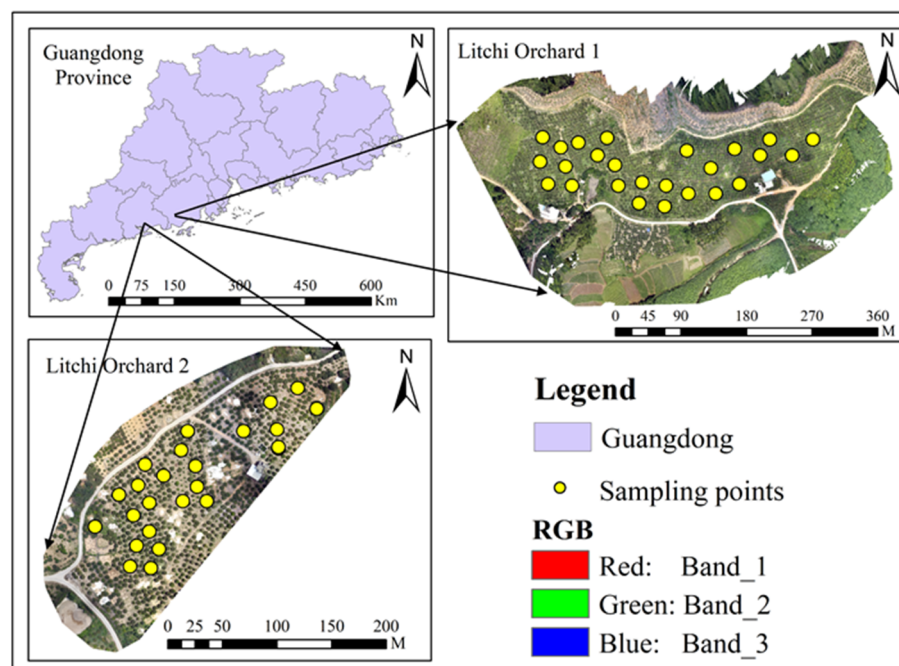 Guangdong
Province
N
0 75 150 300 450 600
Km
Litchi Orchard 1
N
0 45 90 180 270 360
M
Litchi Orchard 2
N
0 25 50 100 150 200
M
Legend
Guangdong
Sampling points
RGB
Red: Band_1
Green: Band_2
Blue: Band_3